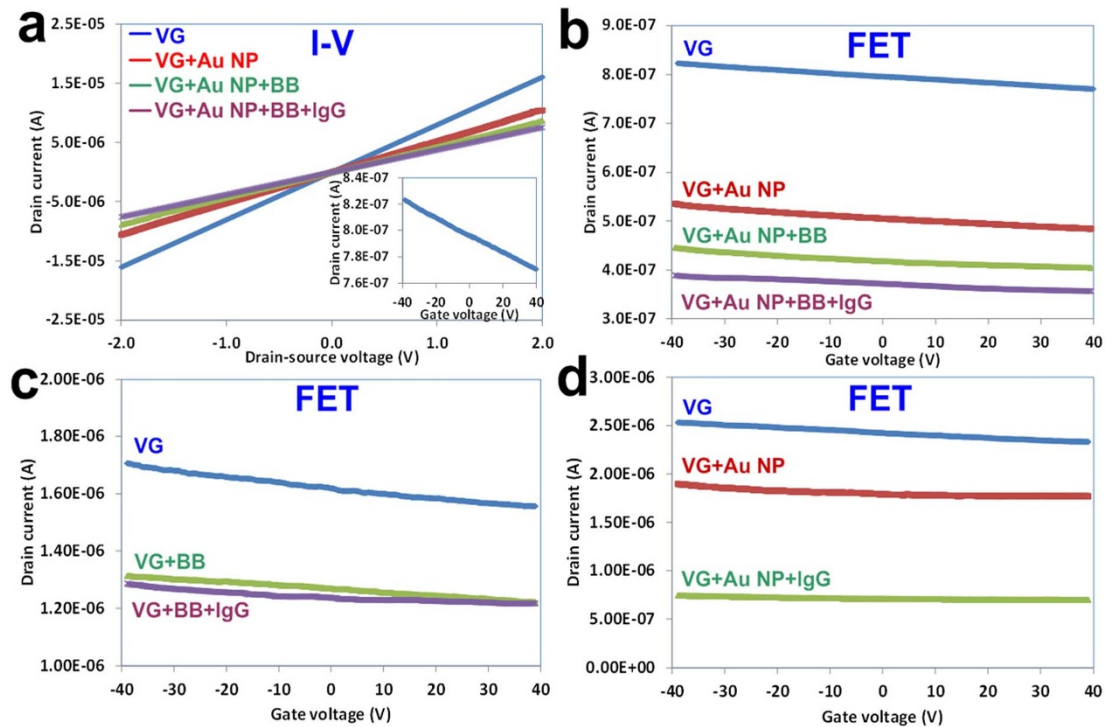 a
I-V
VG
VG+Au NP
VG+Au NP+BB
VG+Au NP+BB+IgG
2.5E-05
1.5E-05
5.0E-06
-5.0E-06
-1.5E-05
-2.5E-05
Drain current (A)
-2.0
-1.0
0.0
1.0
2.0
Drain-source voltage (V)
8.4E-07
8.2E-07
8.0E-07
7.8E-07
7.6E-07
Drain current (A)
-40
-20
0
20
40
Gate voltage (V)
b
FET
VG
VG+Au NP
VG+Au NP+BB
VG+Au NP+BB+IgG
9.0E-07
8.0E-07
7.0E-07
6.0E-07
5.0E-07
4.0E-07
3.0E-07
Drain current (A)
-40
-30
-20
-10
0
10
20
30
40
Gate voltage (V)
c
FET
VG
VG+BB
VG+BB+IgG
2.00E-06
1.80E-06
1.60E-06
1.40E-06
1.20E-06
1.00E-06
Drain current (A)
-40
-30
-20
-10
0
10
20
30
40
Gate voltage (V)
d
FET
VG
VG+Au NP
VG+Au NP+IgG
3.00E-06
2.50E-06
2.00E-06
1.50E-06
1.00E-06
5.00E-07
0.00E+00
Drain current (A)
-40
-30
-20
-10
0
10
20
30
40
Gate voltage (V)